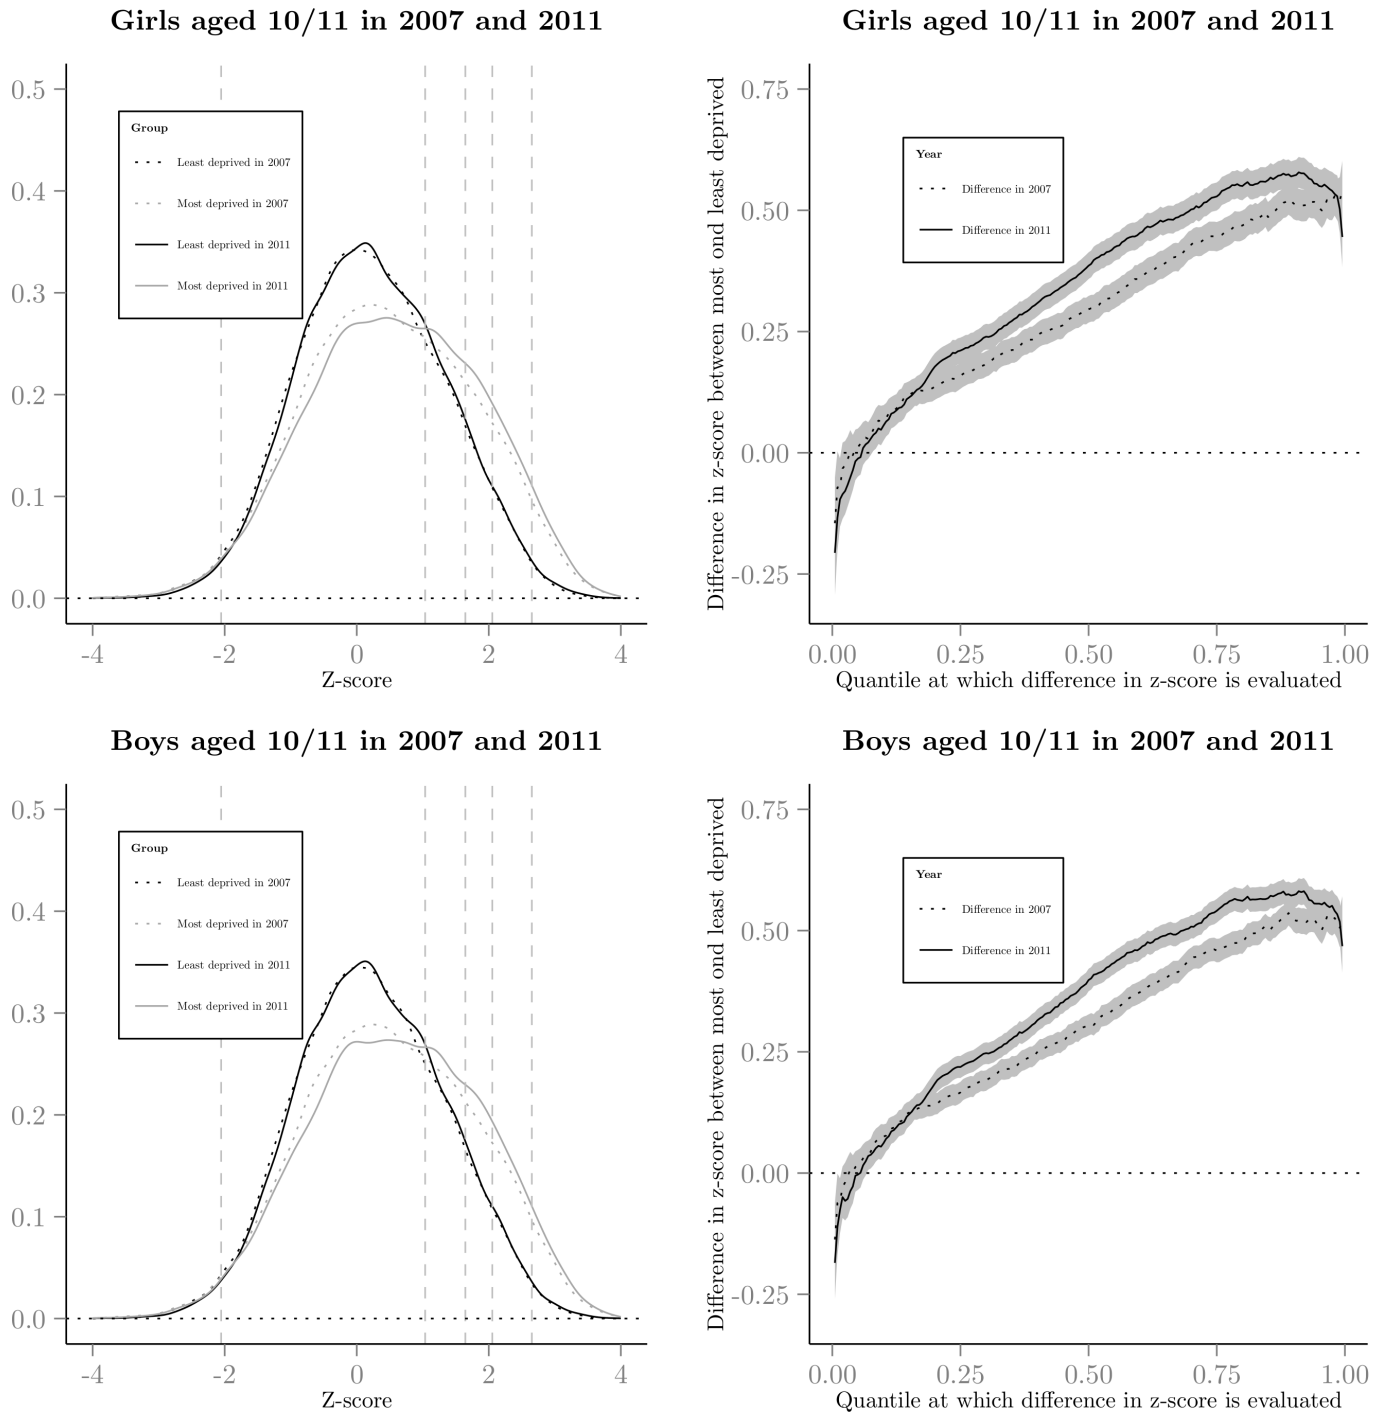 Girls aged 10/11 in 2007 and 2011
0.5
0.4
0.3
0.2
0.1
0.0
Group
Least deprived in 2007
Most deprived in 2007
Least deprived in 2011
Most deprived in 2011
-4 -2 0 2 4
Z-score
Girls aged 10/11 in 2007 and 2011
Difference in z-score between most ond least deprived
0.75
0.50
0.25
0.00
-0.25
Year
Difference in 2007
Difference in 2011
0.00 0.25 0.50 0.75 1.00
Quantile at which difference in z-score is evaluated
Boys aged 10/11 in 2007 and 2011
0.5
0.4
0.3
0.2
0.1
0.0
Group
Least deprived in 2007
Most deprived in 2007
Least deprived in 2011
Most deprived in 2011
-4 -2 0 2 4
Z-score
Boys aged 10/11 in 2007 and 2011
Difference in z-score between most ond least deprived
0.75
0.50
0.25
0.00
-0.25
Year
Difference in 2007
Difference in 2011
0.00 0.25 0.50 0.75 1.00
Quantile at which difference in z-score is evaluated